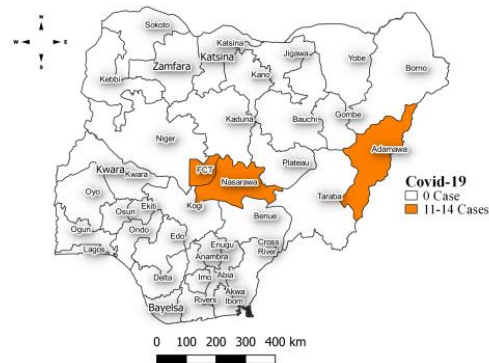 N
W E
S
Sokoto
Katsina
Katsina
Jigawa
Yobe
Borno
Zamfara
Kebbi
Kano
Kaduna
Bauchi
Gombe
Adamawa
Niger
FCT
Nasarawa
Plateau
Taraba
Kwara
Kwara
Oyo
Kogi
Benue
Osun
Ekiti
Ogun
Ondo
Edo
Lagos
Enugu
Anambra
Cross
River
Delta
Imo
Abia
Bayelsa
Rivers
Akwa
Ibom
Covid-19
0 Case
11-14 Cases
0 100 200 300 400 km